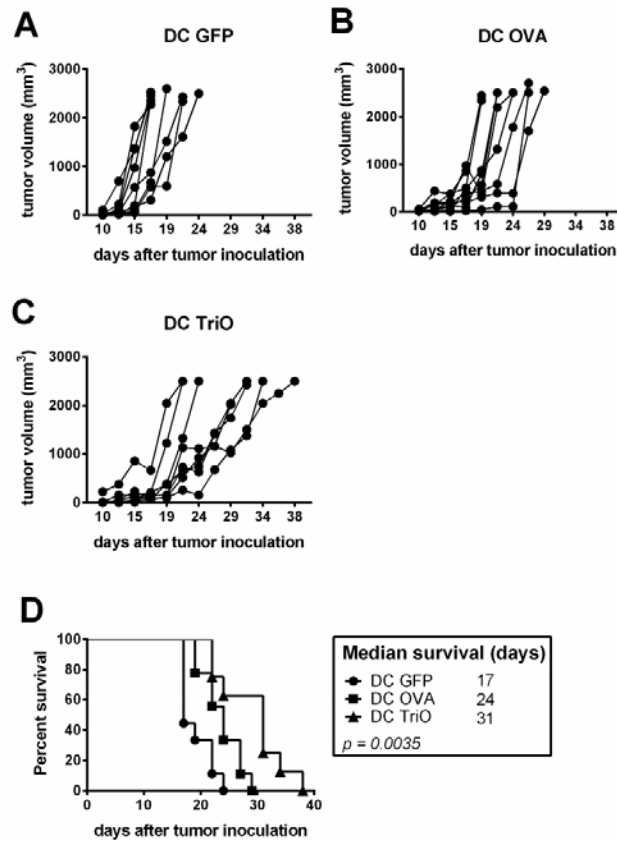 A
DC GFP
tumor volume (mm³)
3000
2000
1000
0
10 15 19 24 29 34 38
days after tumor inoculation
B
DC OVA
tumor volume (mm³)
3000
2000
1000
0
10 15 19 24 29 34 38
days after tumor inoculation
C
DC TriO
tumor volume (mm³)
3000
2000
1000
0
10 15 19 24 29 34 38
days after tumor inoculation
D
Percent survival
100
80
60
40
20
0
0 10 20 30 40
days after tumor inoculation
Median survival (days)
DC GFP 17
DC OVA 24
DC TriO 31
p = 0.0035